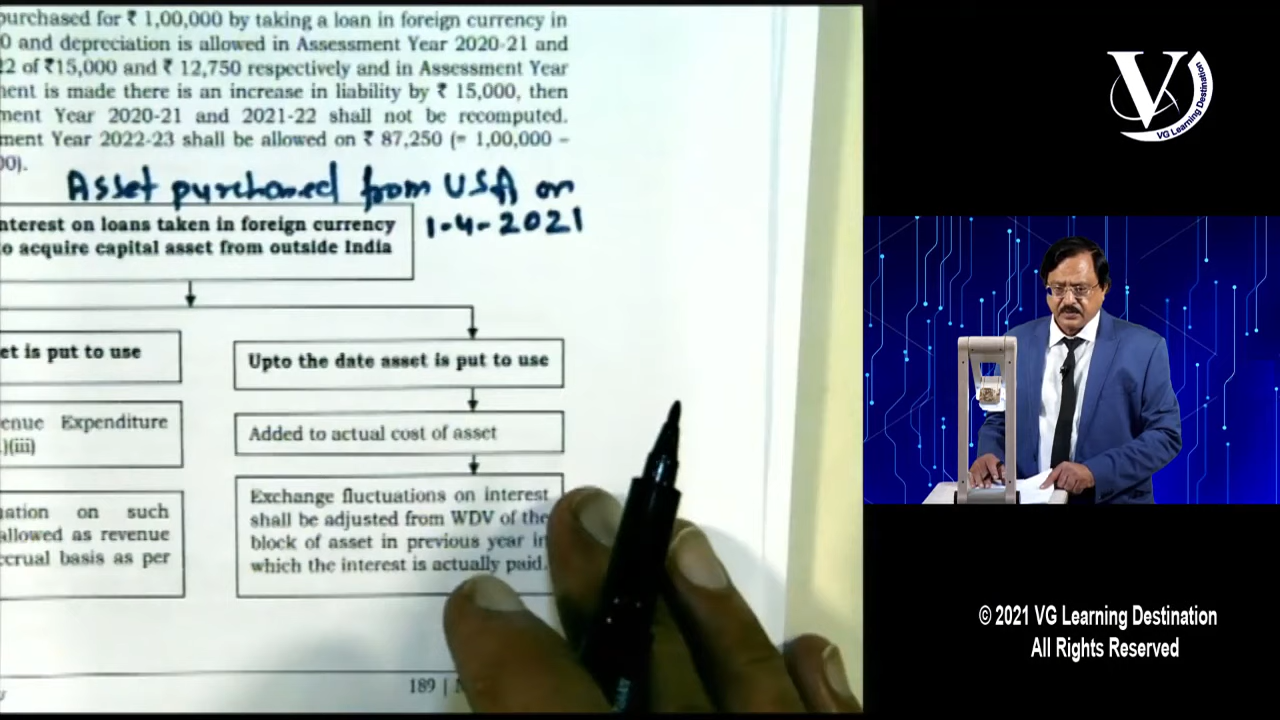 purchased for ₹ 1,00,000 by taking a loan in foreign currency in
0 and depreciation is allowed in Assessment Year 2020-21 and
22 of ₹15,000 and ₹ 12,750 respectively and in Assessment Year
ment is made there is an increase in liability by ₹ 15,000, then
ment Year 2020-21 and 2021-22 shall not be recomputed.
ment Year 2022-23 shall be allowed on ₹ 87,250 (= 1,00,000 –
00).
Asset purchased from USA on
1-4-2021
nterest on loans taken in foreign currency
o acquire capital asset from outside India
et is put to use
Upto the date asset is put to use
enue Expenditure
)(iii)
Added to actual cost of asset
ation on such
allowed as revenue
crual basis as per
Exchange fluctuations on interest
shall be adjusted from WDV of the
block of asset in previous year in
which the interest is actually paid.
189 |
V
VG Learning Destination
© 2021 VG Learning Destination
All Rights Reserved